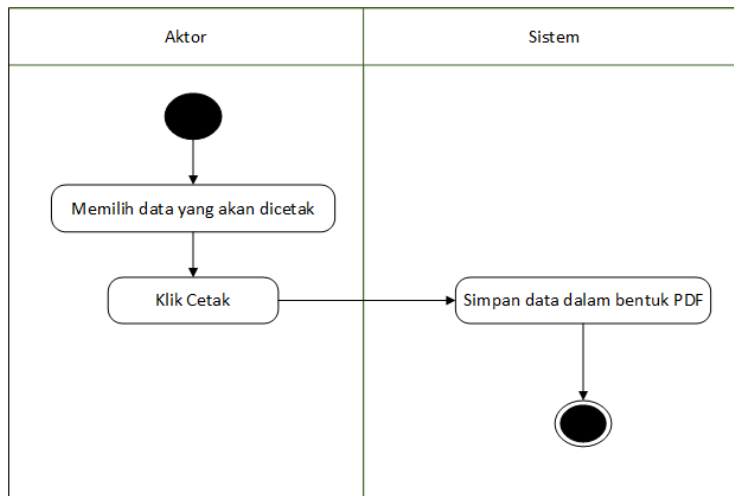 Aktor
Sistem
Memilih data yang akan dicetak
Klik Cetak
Simpan data dalam bentuk PDF